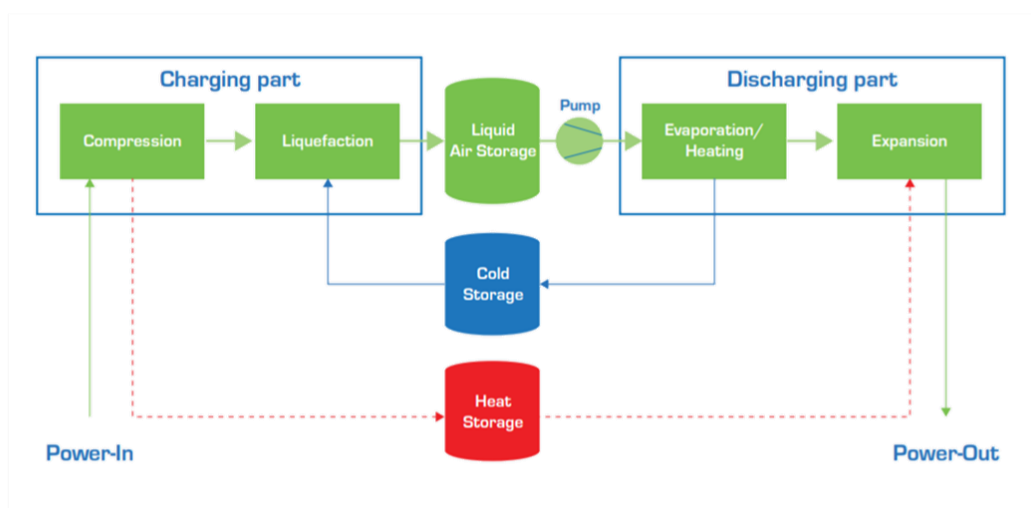 Charging part
Discharging part
Compression
Liquefaction
Liquid
Air Storage
Pump
Evaporation/
Heating
Expansion
Cold
Storage
Heat
Storage
Power-In
Power-Out